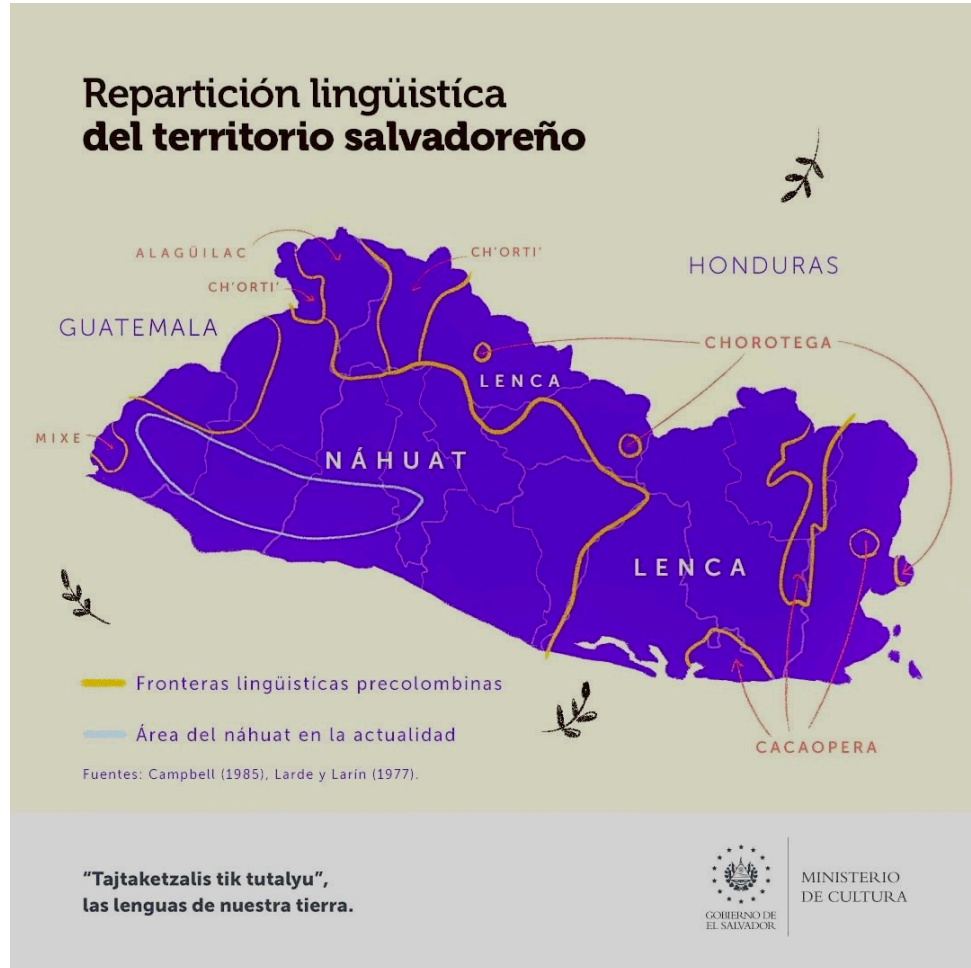 Repartición lingüistíca
del territorio salvadoreño
ALAGÜILAC
CH'ORTI'
CH'ORTI'
HONDURAS
GUATEMALA
CHOROTEGA
LENCA
MIXE
NÁHUAT
LENCA
Fronteras lingüistícas precolombinas
Área del náhuat en la actualidad
CACAOPERA
Fuentes: Campbell (1985), Larde y Larín (1977).
“Tajtaketzalis tik tutalyu”,
las lenguas de nuestra tierra.
GOBIERNO DE
EL SALVADOR
MINISTERIO
DE CULTURA